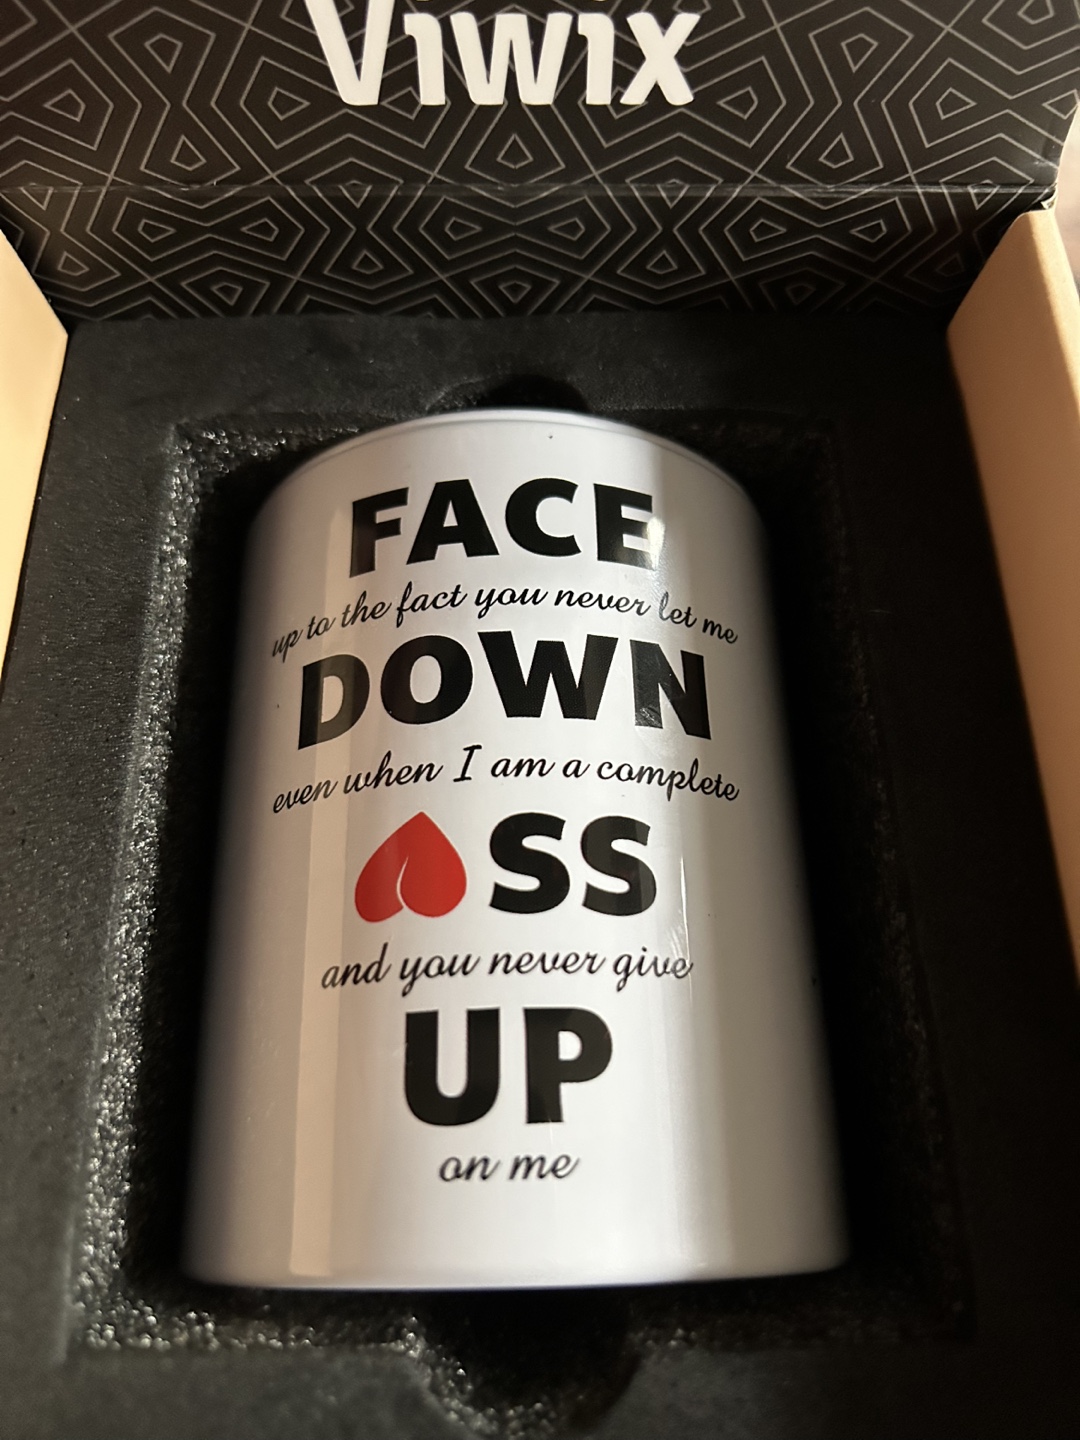 Viwix
FACE
up to the fact you never let me
DOWN
even when I am a complete
SS
and you never give
UP
on me